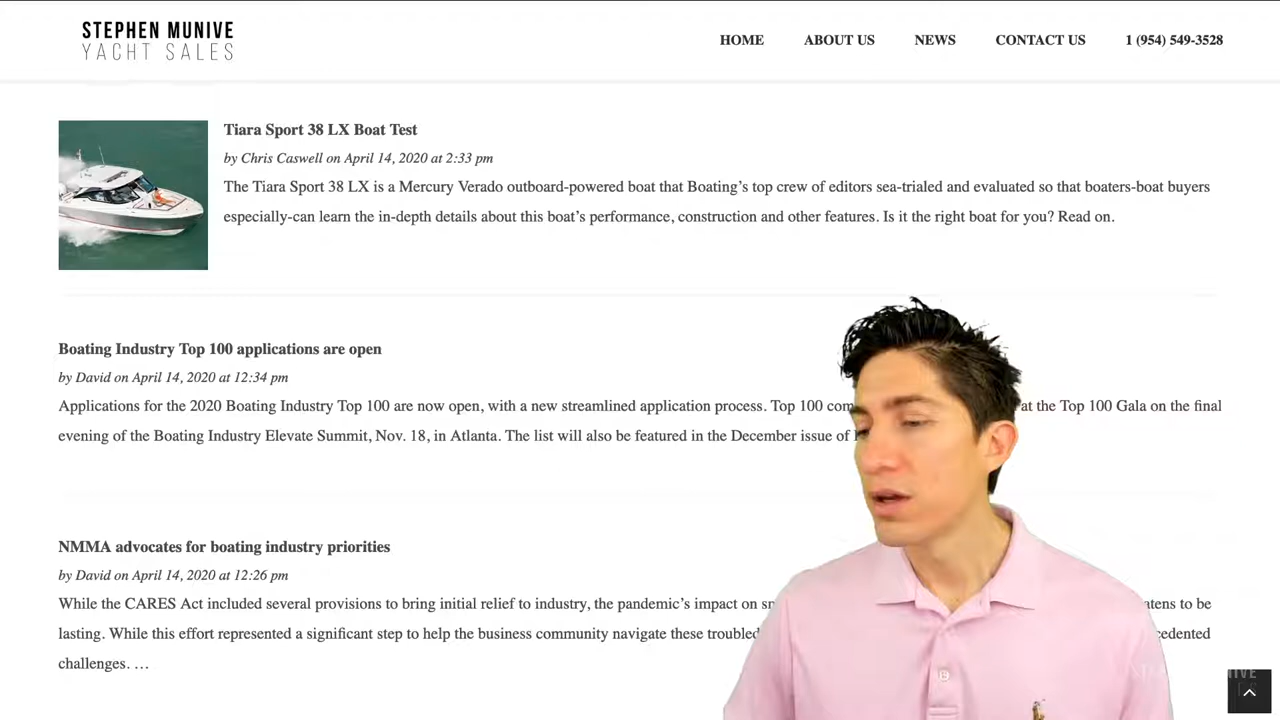 STEPHEN MUNIVE
YACHT SALES
HOME
ABOUT US
NEWS
CONTACT US
1 (954) 549-3528
Tiara Sport 38 LX Boat Test
by Chris Caswell on April 14, 2020 at 2:33 pm
The Tiara Sport 38 LX is a Mercury Verado outboard-powered boat that Boating’s top crew of editors sea-trialed and evaluated so that boaters-boat buyers
especially-can learn the in-depth details about this boat’s performance, construction and other features. Is it the right boat for you? Read on.
Boating Industry Top 100 applications are open
by David on April 14, 2020 at 12:34 pm
Applications for the 2020 Boating Industry Top 100 are now open, with a new streamlined application process. Top 100 at the Top 100 Gala on the final
evening of the Boating Industry Elevate Summit, Nov. 18, in Atlanta. The list will also be featured in the December issue of
NMMA advocates for boating industry priorities
by David on April 14, 2020 at 12:26 pm
While the CARES Act included several provisions to bring initial relief to industry, the pandemic’s impact on to be
lasting. While this effort represented a significant step to help the business community navigate these
challenges. …